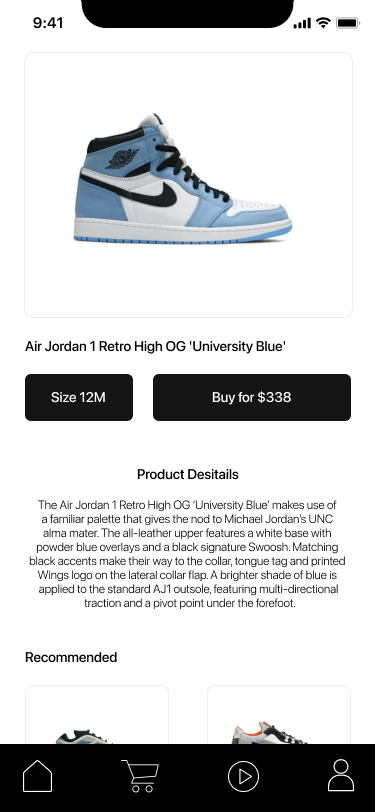 9:41
Air Jordan 1 Retro High OG 'University Blue'
Size 12M
Buy for $338
Product Desitails
The Air Jordan 1 Retro High OG ‘University Blue’ makes use of
a familiar palette that gives the nod to Michael Jordan’s UNC
alma mater. The all-leather upper features a white base with
powder blue overlays and a black signature Swoosh. Matching
black accents make their way to the collar, tongue tag and printed
Wings logo on the lateral collar flap. A brighter shade of blue is
applied to the standard AJ1 outsole, featuring multi-directional
traction and a pivot point under the forefoot.
Recommended